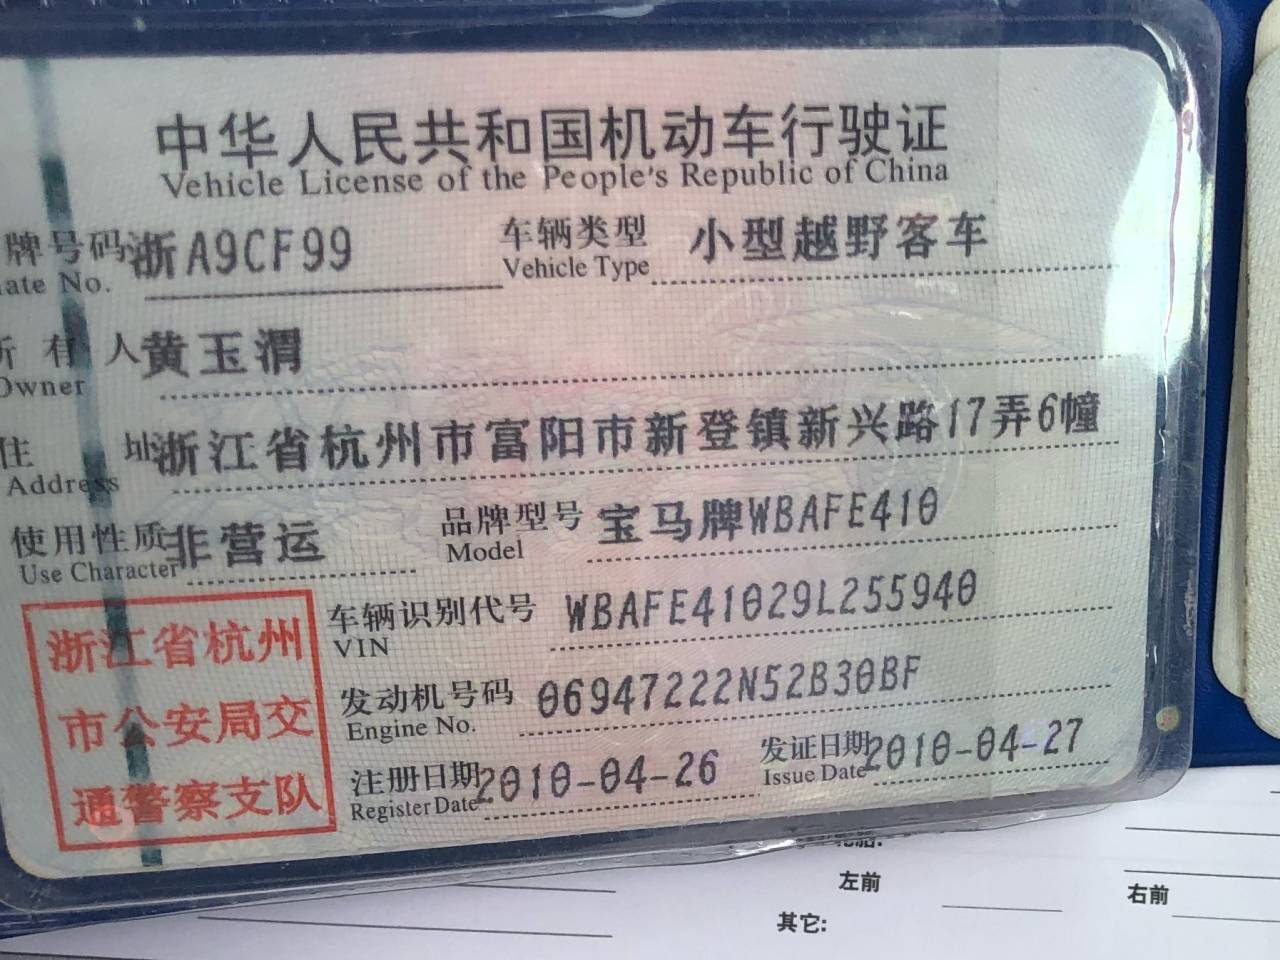 中华人民共和国机动车行驶证
Vehicle License of the People's Republic of China
牌号码 浙A9CF99 车辆类型 小型越野客车
ate No. Vehicle Type
所有人 黄玉渭
Owner
住址 浙江省杭州市富阳市新登镇新兴路17弄6幢
Address
使用性质 非营运 品牌型号 宝马牌WBAFE410
Use Character Model
浙江省杭州
市公安局交
通警察支队
车辆识别代号 WBAFE41029L255940
VIN
发动机号码 06947222N52B30BF
Engine No.
注册日期 2010-04-26 发证日期 2010-04-27
Register Date Issue Date
左前 右前
其它: